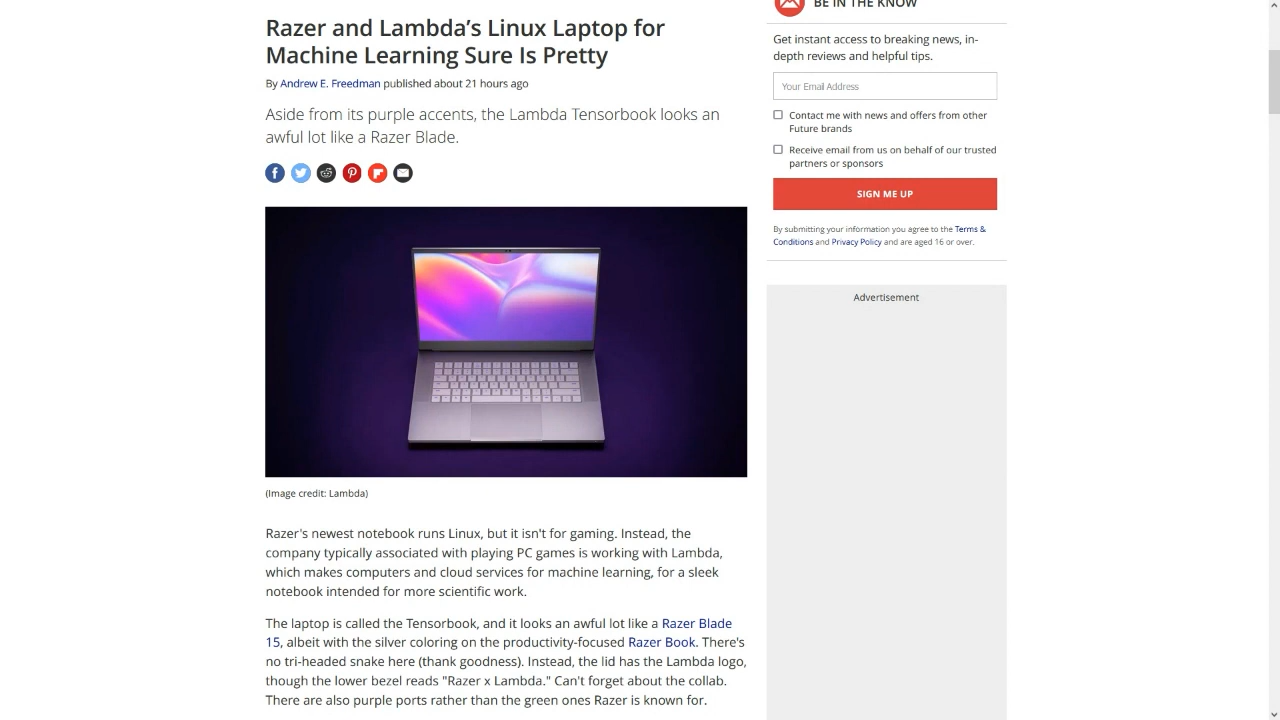 Razer and Lambda's Linux Laptop for
Machine Learning Sure Is Pretty
By Andrew E. Freedman published about 21 hours ago
Aside from its purple accents, the Lambda Tensorbook looks an
awful lot like a Razer Blade.
(Image credit: Lambda)
Razer's newest notebook runs Linux, but it isn't for gaming. Instead, the
company typically associated with playing PC games is working with Lambda,
which makes computers and cloud services for machine learning, for a sleek
notebook intended for more scientific work.
The laptop is called the Tensorbook, and it looks an awful lot like a Razer Blade
15, albeit with the silver coloring on the productivity-focused Razer Book. There's
no tri-headed snake here (thank goodness). Instead, the lid has the Lambda logo,
though the lower bezel reads "Razer x Lambda." Can't forget about the collab.
There are also purple ports rather than the green ones Razer is known for.
BE IN THE KNOW
Get instant access to breaking news, in-
depth reviews and helpful tips.
Your Email Address
Contact me with news and offers from other
Future brands
Receive email from us on behalf of our trusted
partners or sponsors
SIGN ME UP
By submitting your information you agree to the Terms &
Conditions and Privacy Policy and are aged 16 or over.
Advertisement